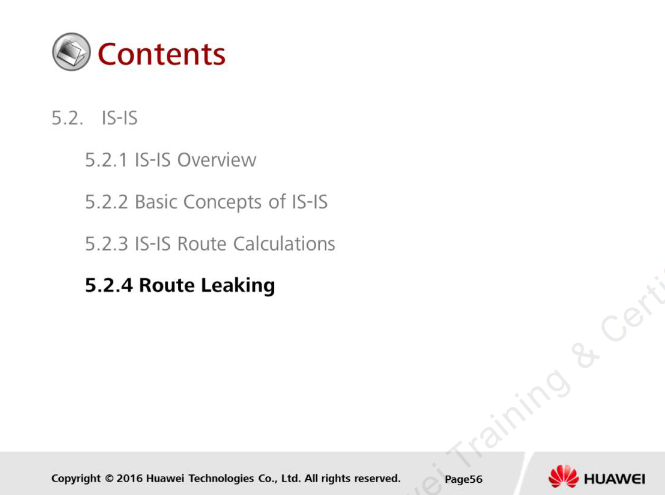 Contents
5.2. IS-IS
5.2.1 IS-IS Overview
5.2.2 Basic Concepts of IS-IS
5.2.3 IS-IS Route Calculations
5.2.4 Route Leaking
Training &
Copyright © 2016 Huawei Technologies Co., Ltd. All rights reserved.
Page56
HUAWEI